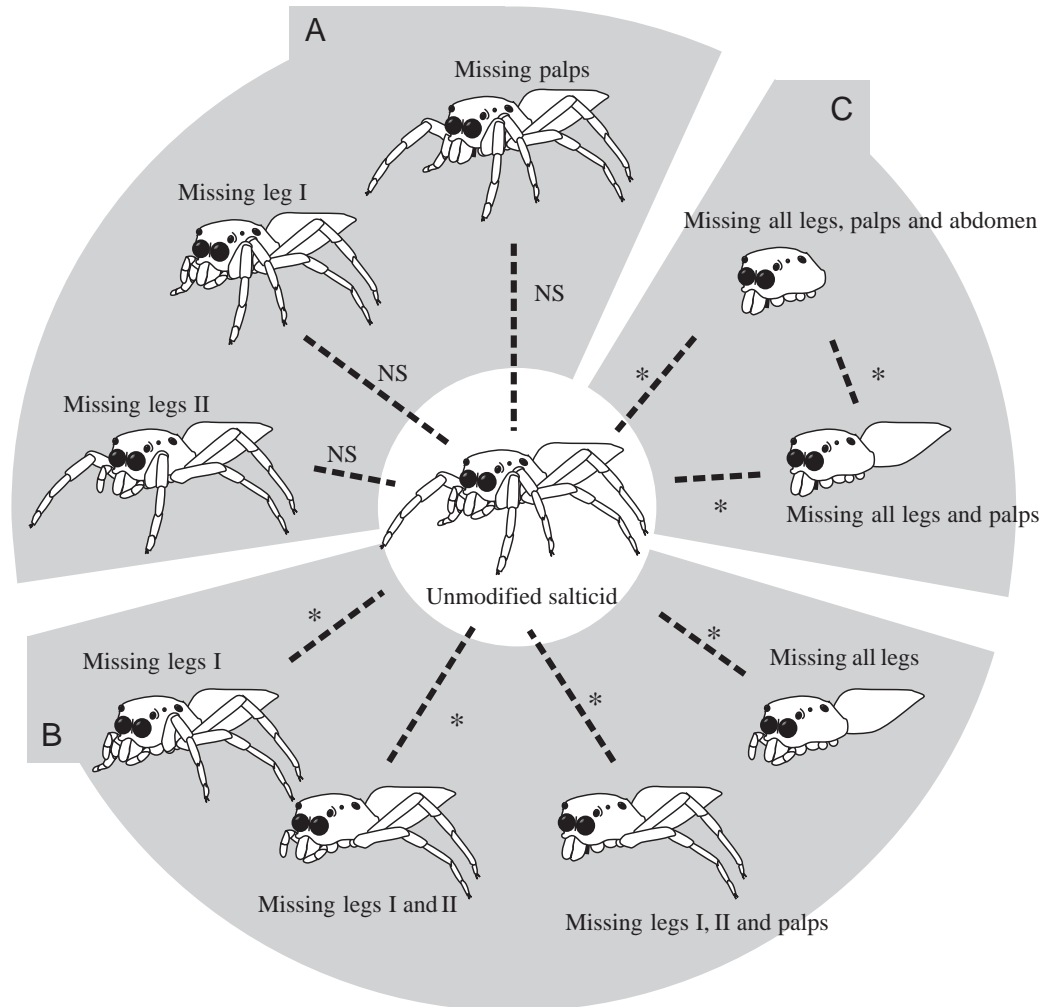 A
Missing palps
C
Missing leg I
Missing all legs, palps and abdomen
NS
*
*
NS
Missing legs II
NS
*
Missing all legs and palps
Unmodified salticid
*
*
Missing legs I
Missing all legs
*
*
B
Missing legs I and II
Missing legs I, II and palps